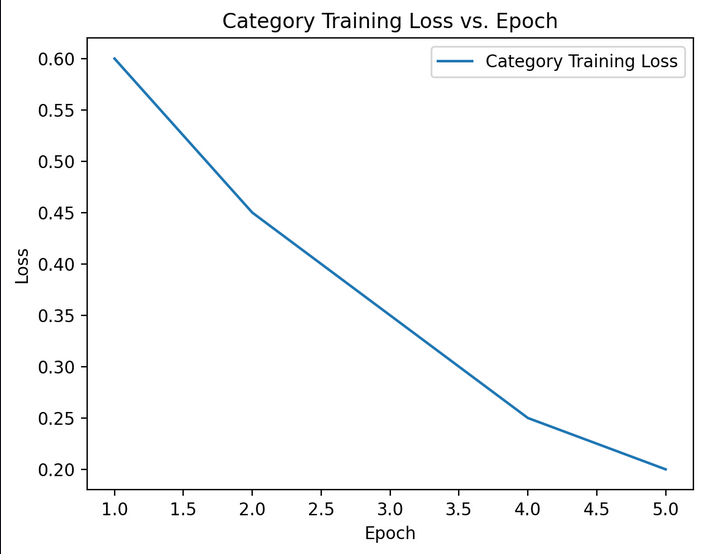 Category Training Loss vs. Epoch
Category Training Loss
0.60
0.55
0.50
0.45
0.40
0.35
0.30
0.25
0.20
Loss
1.0 1.5 2.0 2.5 3.0 3.5 4.0 4.5 5.0
Epoch